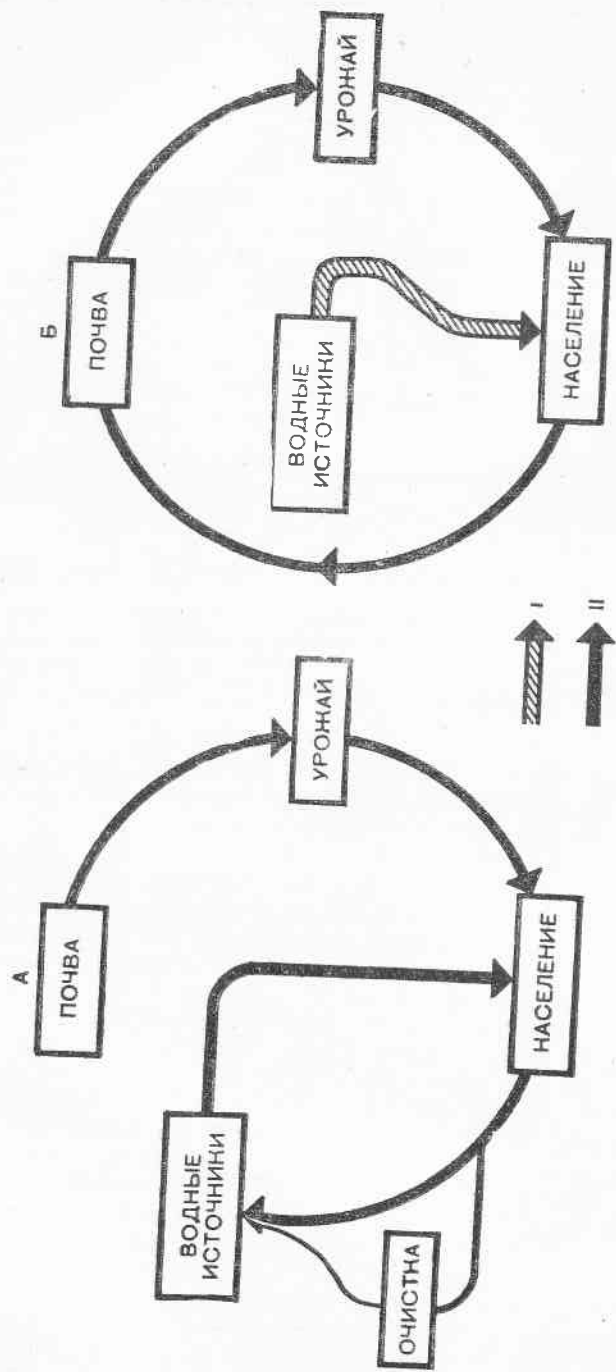 А
ПОЧВА
УРОЖАЙ
ВОДНЫЕ
ИСТОЧНИКИ
ОЧИСТКА
НАСЕЛЕНИЕ
Б
ПОЧВА
УРОЖАЙ
ВОДНЫЕ
ИСТОЧНИКИ
НАСЕЛЕНИЕ
I
II